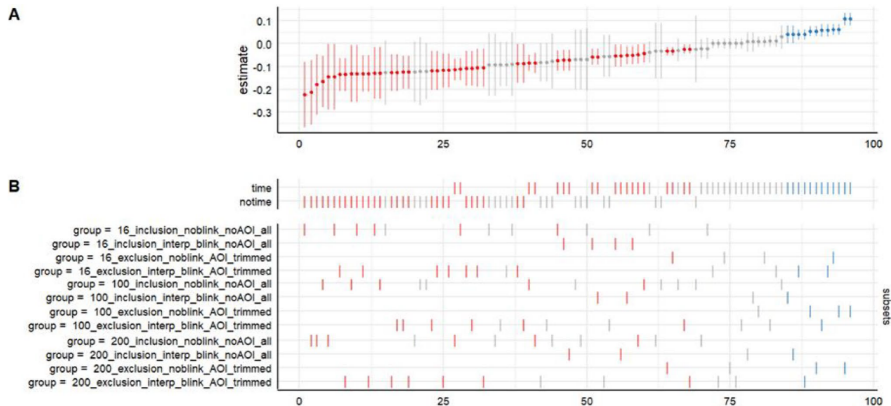 A
estimate
0.1
0.0
-0.1
-0.2
-0.3
0
25
50
75
100
B
time
notime
group = 16_inclusion_noblink_noAOI_all
group = 16_inclusion_interp_blink_noAOI_all
group = 16_exclusion_noblink_AOI_trimmed
group = 16_exclusion_interp_blink_AOI_trimmed
group = 100_inclusion_noblink_noAOI_all
group = 100_inclusion_interp_blink_noAOI_all
group = 100_exclusion_noblink_AOI_trimmed
group = 100_exclusion_interp_blink_AOI_trimmed
group = 200_inclusion_noblink_noAOI_all
group = 200_inclusion_interp_blink_noAOI_all
group = 200_exclusion_noblink_AOI_trimmed
group = 200_exclusion_interp_blink_AOI_trimmed
subsets
0
25
50
75
100